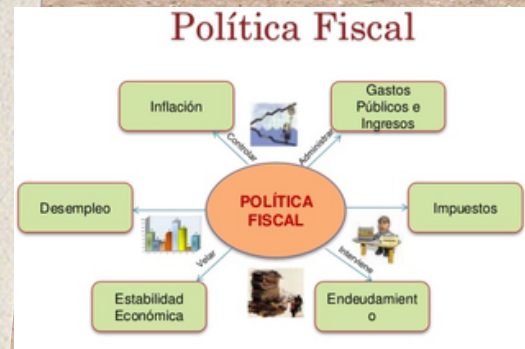 Política Fiscal
Inflación
Controlar
Administrar
Gastos
Públicos e
Ingresos
Desempleo
POLÍTICA
FISCAL
Impuestos
Velar
Interviene
Estabilidad
Económica
Endeudamient
o